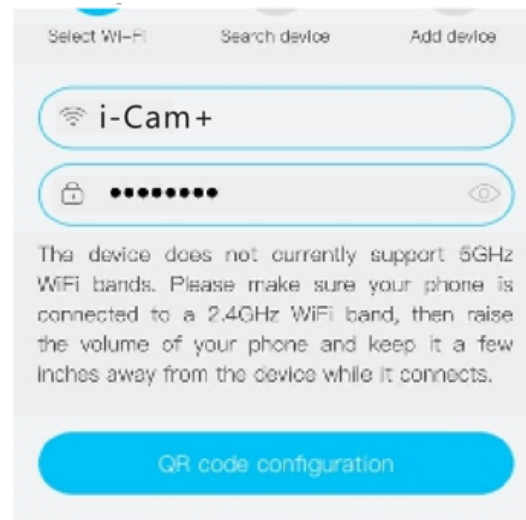 Select Wi-Fi Search device Add device
i-Cam+
••••••••
The device does not currently support 5GHz
WiFi bands. Please make sure your phone is
connected to a 2.4GHz WiFi band, then raise
the volume of your phone and keep it a few
inches away from the device while it connects.
QR code configuration